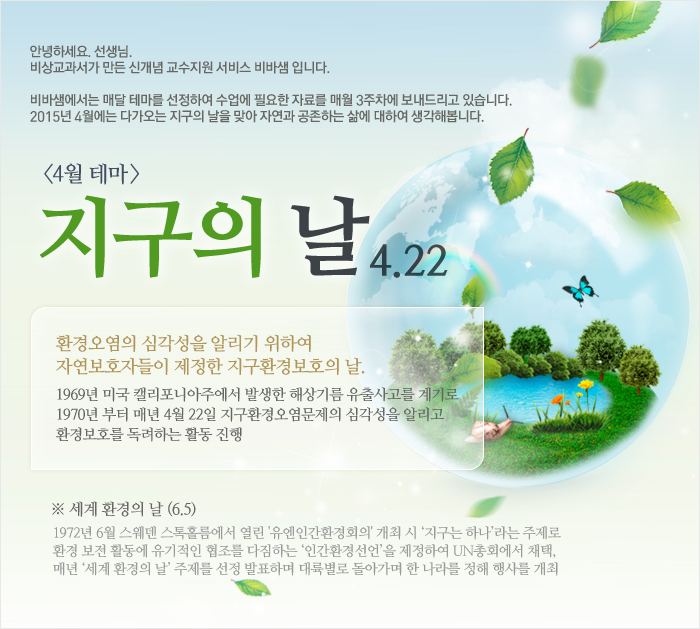 안녕하세요. 선생님.
비상교과서가 만든 신개념 교수지원 서비스 비바샘 입니다.
비바샘에서는 매달 테마를 선정하여 수업에 필요한 자료를 매월 3주차에 보내드리고 있습니다.
2015년 4월에는 다가오는 지구의 날을 맞아 자연과 공존하는 삶에 대하여 생각해봅니다.
<4월 테마>
지구의 날 4.22
환경오염의 심각성을 알리기 위하여
자연보호자들이 제정한 지구환경보호의 날.
1969년 미국 캘리포니아주에서 발생한 해상기름 유출사고를 계기로
1970년 부터 매년 4월 22일 지구환경오염문제의 심각성을 알리고
환경보호를 독려하는 활동 진행
※ 세계 환경의 날 (6.5)
1972년 6월 스웨덴 스톡홀름에서 열린 '유엔인간환경회의' 개최 시 ‘지구는 하나’라는 주제로
환경 보전 활동에 유기적인 협조를 다짐하는 ‘인간환경선언’을 제정하여 UN총회에서 채택,
매년 ‘세계 환경의 날’ 주제를 선정 발표하며 대륙별로 돌아가며 한 나라를 정해 행사를 개최